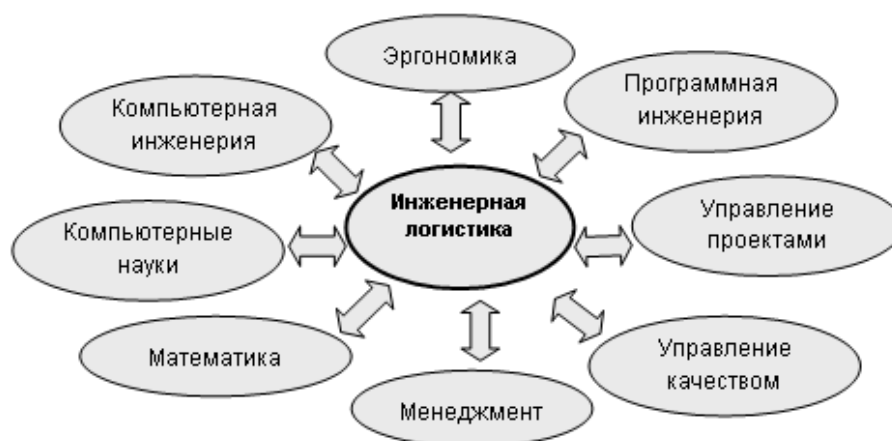 Эргономика
Компьютерная
инженерия
Программная
инженерия
Инженерная
логистика
Компьютерные
науки
Управление
проектами
Математика
Управление
качеством
Менеджмент